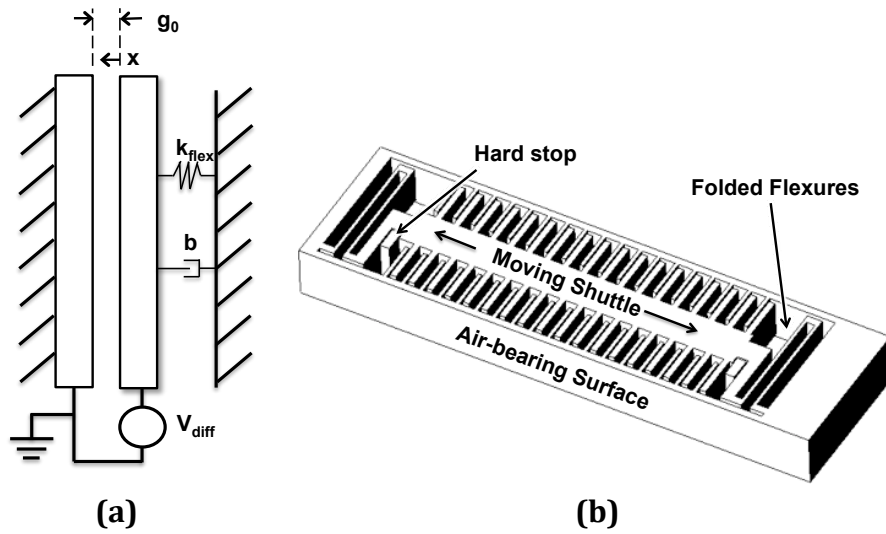 g₀
x
k_flex
b
V_diff
(a)
Hard stop
Folded Flexures
Moving Shuttle
Air-bearing Surface
(b)